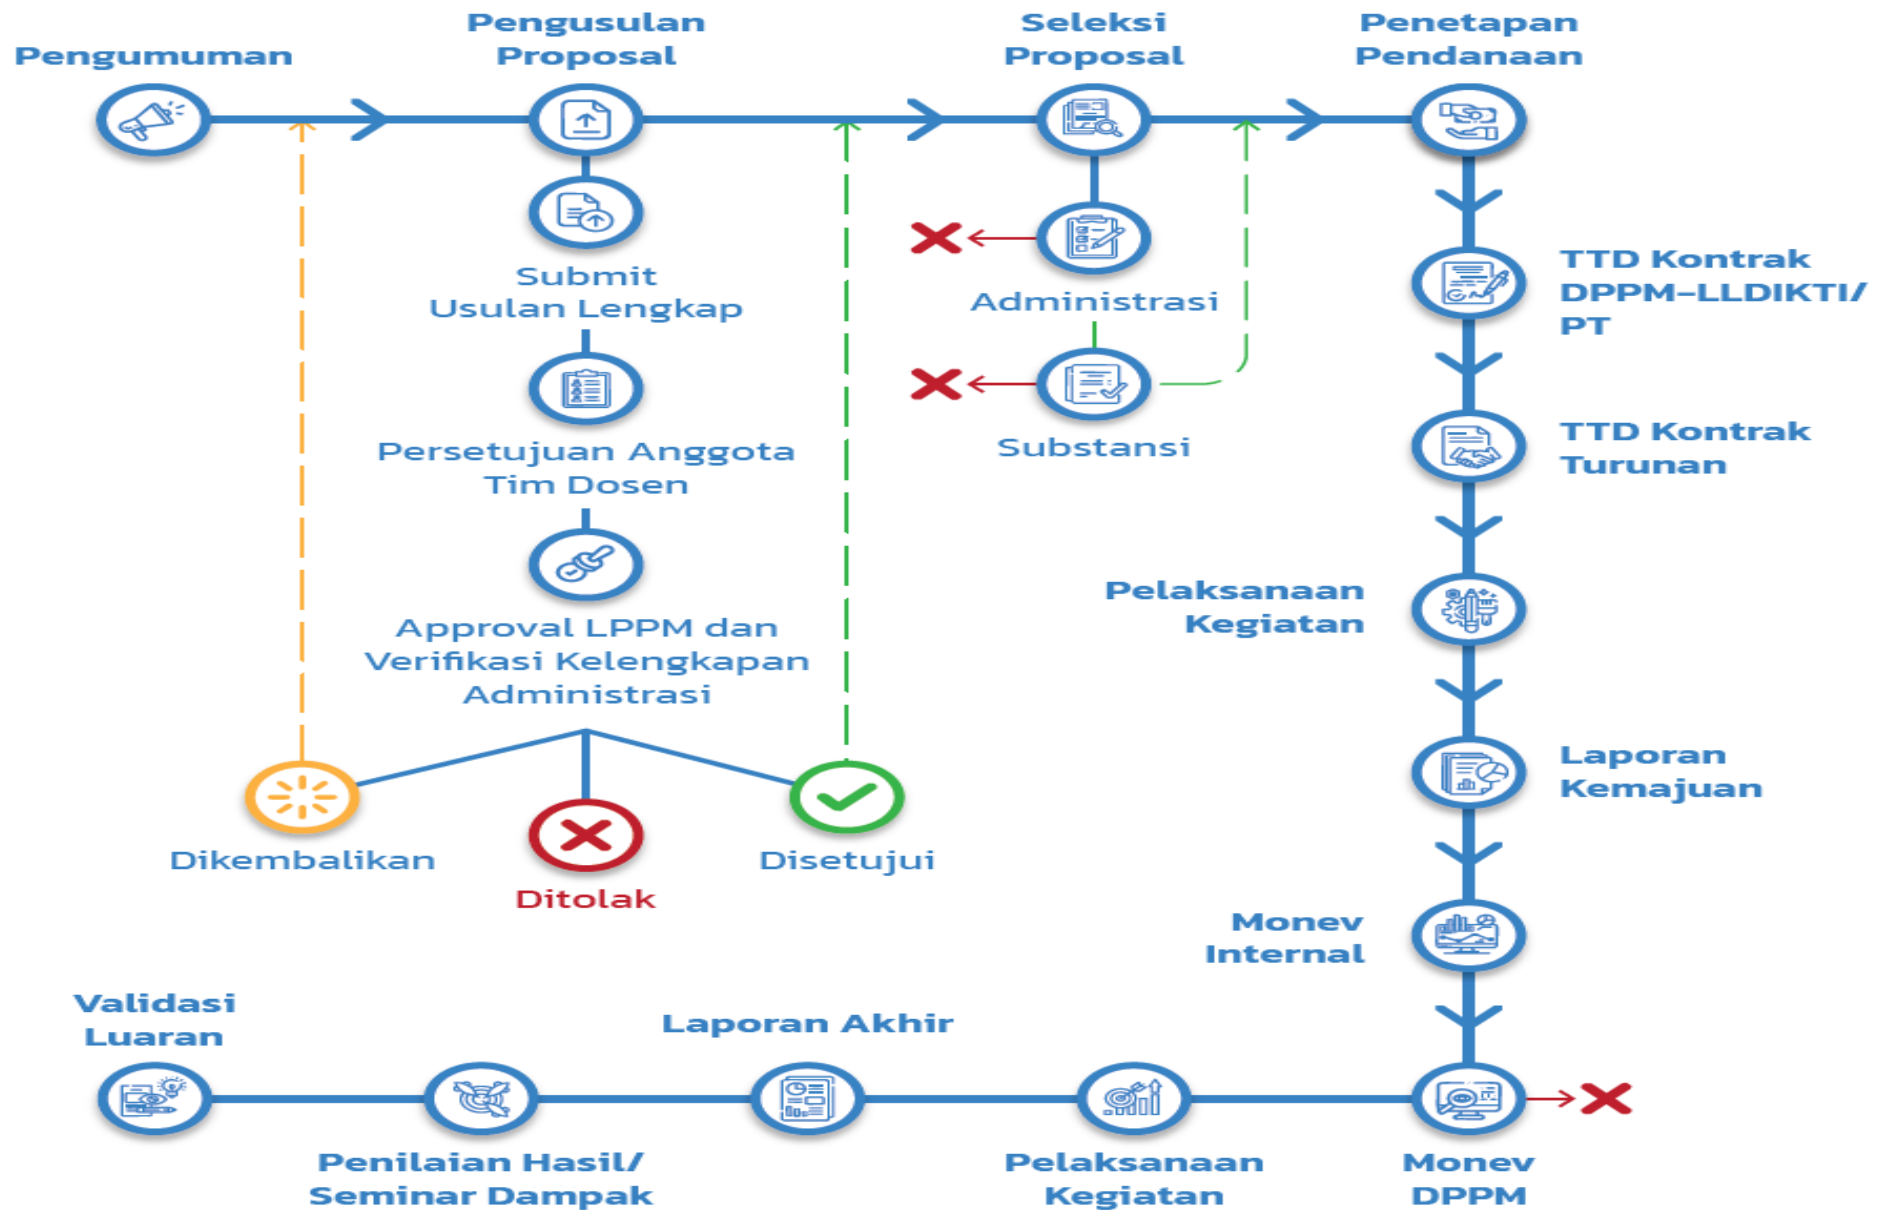 Pengumuman
Pengusulan
Proposal
Seleksi
Proposal
Penetapan
Pendanaan
Submit
Usulan Lengkap
Persetujuan Anggota
Tim Dosen
Approval LPPM dan
Verifikasi Kelengkapan
Administrasi
Dikembalikan
Ditolak
Disetujui
Administrasi
Substansi
TTD Kontrak
DPPM-LLDIKTI/
PT
TTD Kontrak
Turunan
Pelaksanaan
Kegiatan
Laporan
Kemajuan
Monev
Internal
Monev
DPPM
Pelaksanaan
Kegiatan
Laporan Akhir
Penilaian Hasil/
Seminar Dampak
Validasi
Luaran